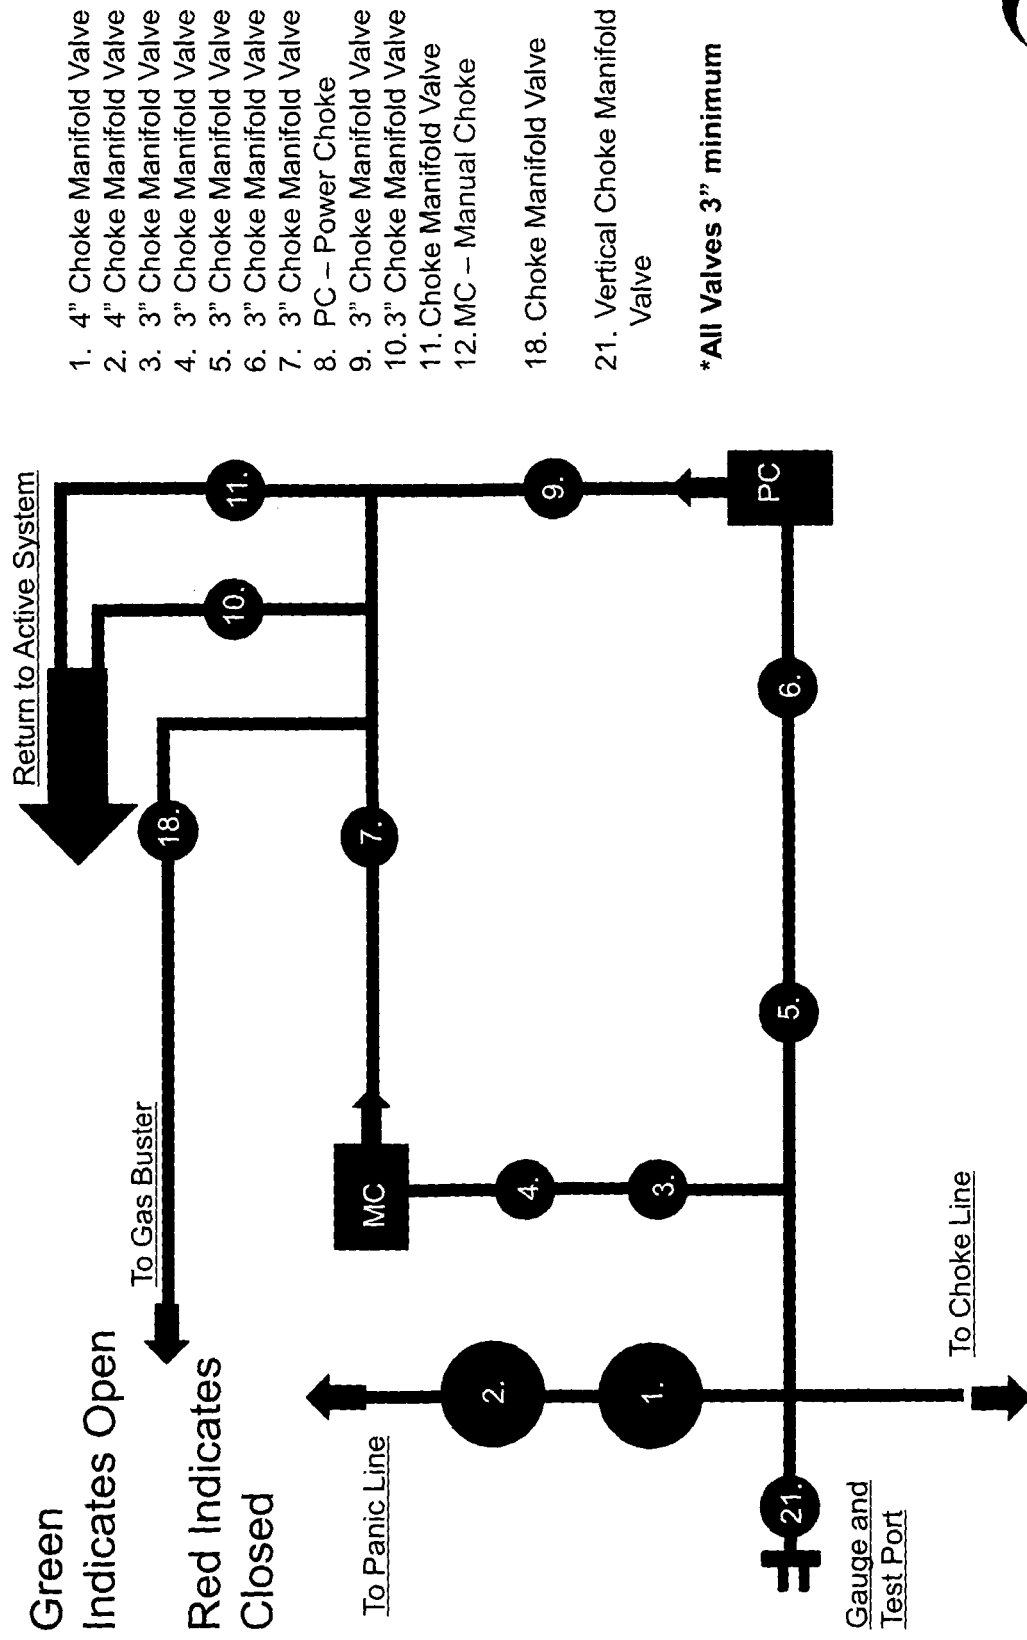 Green
Indicates Open
Red Indicates
Closed
To Gas Buster
Return to Active System
To Panic Line
18.
10.
11.
MC
7.
2.
4.
9.
1.
3.
21.
5.
6.
PC
Gauge and
Test Port
To Choke Line
1. 4" Choke Manifold Valve
2. 4" Choke Manifold Valve
3. 3" Choke Manifold Valve
4. 3" Choke Manifold Valve
5. 3" Choke Manifold Valve
6. 3" Choke Manifold Valve
7. 3" Choke Manifold Valve
8. PC – Power Choke
9. 3" Choke Manifold Valve
10. 3" Choke Manifold Valve
11. Choke Manifold Valve
12. MC – Manual Choke
18. Choke Manifold Valve
21. Vertical Choke Manifold
Valve
*All Valves 3" minimum